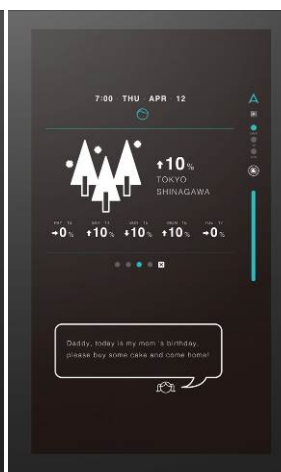 7:00 THU APR 12
↑10%
TOKYO
SHINAGAWA
→0% ↑10% ↓10% ↑10% →0%
Daddy, today is my mom's birthday,
please buy some cake and come home!